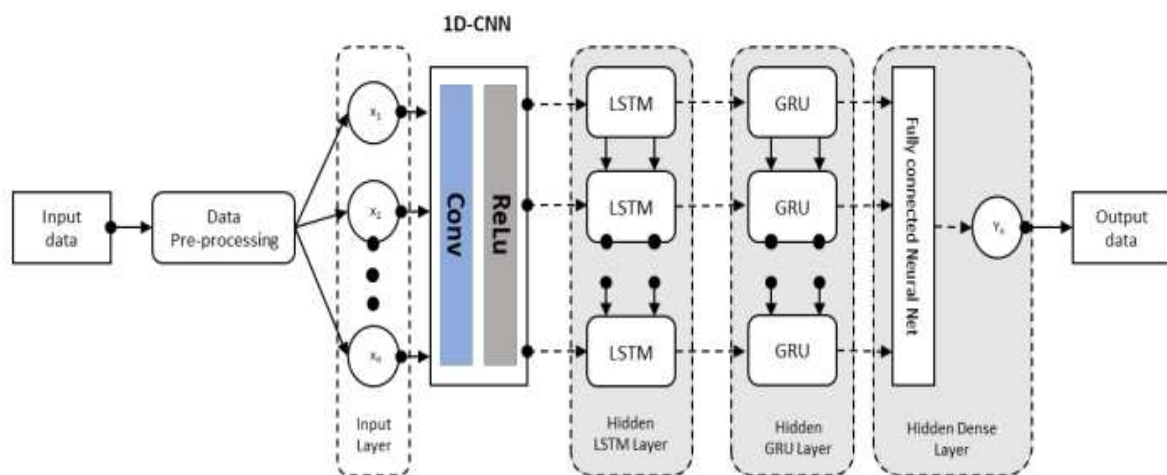 1D-CNN
Input
data
Data
Pre-processing
X1
X2
Xn
Input
Layer
Conv
ReLu
LSTM
LSTM
LSTM
Hidden
LSTM Layer
GRU
GRU
GRU
Hidden
GRU Layer
Fully connected Neural Net
Hidden Dense
Layer
Output
data